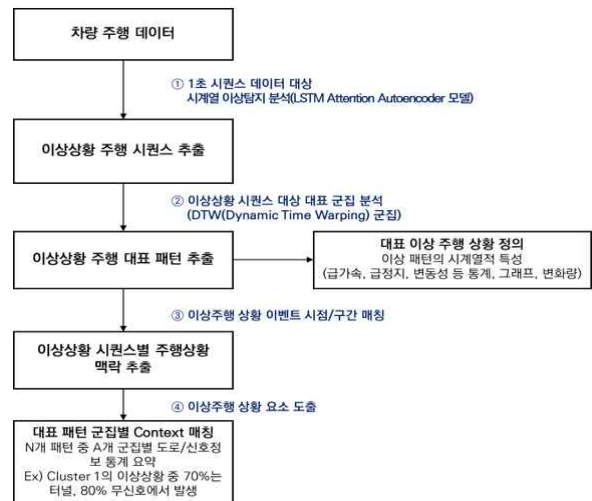 차량 주행 데이터
① 1초 시퀀스 데이터 대상
시계열 이상탐지 분석(LSTM Attention Autoencoder 모델)
이상상황 주행 시퀀스 추출
② 이상상황 시퀀스 대상 대표 군집 분석
(DTW(Dynamic Time Warping) 군집)
이상상황 주행 대표 패턴 추출
대표 이상 주행 상황 정의
이상 패턴의 시계열적 특성
(급가속, 급정지, 변동성 등 통계, 그래프, 변화량)
③ 이상주행 상황 이벤트 시점/구간 매칭
이상상황 시퀀스별 주행상황
맥락 추출
④ 이상주행 상황 요소 도출
대표 패턴 군집별 Context 매칭
N개 패턴 중 A개 군집별 도로/신호정
보 통계 요약
Ex) Cluster 1의 이상상황 중 70%는
터널, 80% 무신호에서 발생